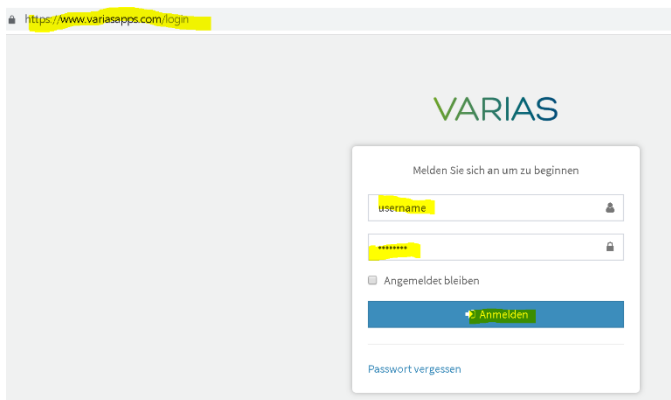 https://www.variasapps.com/login
VARIAS
Melden Sie sich an um zu beginnen
username
••••••••
Angemeldet bleiben
Anmelden
Passwort vergessen